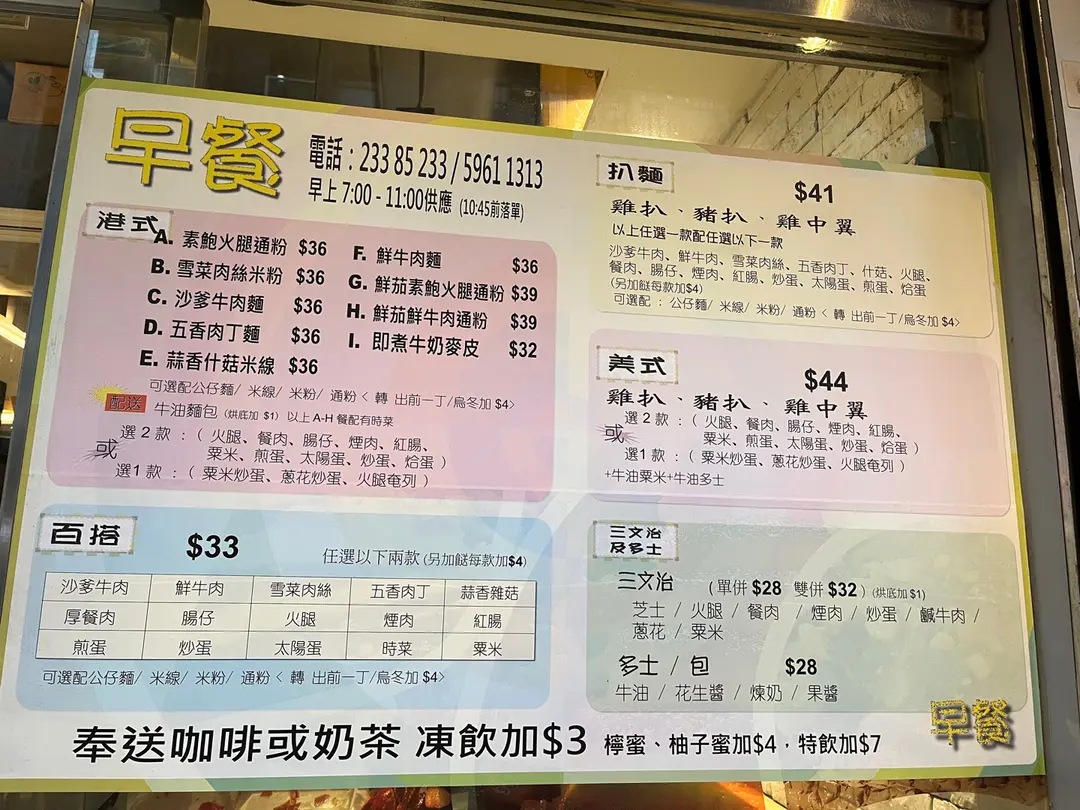 早餐
電話：233 85 233 / 5961 1313
早上 7:00 - 11:00供應 (10:45前落單)
港式
A. 素鮑火腿通粉 $36
B. 雪菜肉絲米粉 $36
C. 沙爹牛肉麵 $36
D. 五香肉丁麵 $36
E. 蒜香什菇米線 $36
F. 鮮牛肉麵 $36
G. 鮮茄素鮑火腿通粉 $39
H. 鮮茄鮮牛肉通粉 $39
I. 即煮牛奶麥皮 $32
可選配公仔麵/ 米線/ 米粉/ 通粉 < 轉 出前一丁/烏冬加 $4>
配送 牛油麵包 (烘底加 $1) 以上 A-H 餐配有時菜
選 2 款 ：( 火腿、餐肉、腸仔、煙肉、紅腸、
粟米、煎蛋、太陽蛋、炒蛋、烚蛋 )
或
選1 款 ：( 粟米炒蛋、蔥花炒蛋、火腿奄列 )
百搭
$33
任選以下兩款 (另加餸每款加$4)
沙爹牛肉 鮮牛肉 雪菜肉絲 五香肉丁 蒜香雜菇
厚餐肉 腸仔 火腿 煙肉 紅腸
煎蛋 炒蛋 太陽蛋 時菜 粟米
可選配公仔麵/ 米線/ 米粉/ 通粉 < 轉 出前一丁/烏冬加 $4>
扒麵
$41
雞扒、豬扒、雞中翼
以上任選一款配任選以下一款
沙爹牛肉、鮮牛肉、雪菜肉絲、五香肉丁、什菇、火腿、
餐肉、腸仔、煙肉、紅腸、炒蛋、太陽蛋、煎蛋、烚蛋
(另加餸每款加$4)
可選配 : 公仔麵/ 米線/ 米粉/ 通粉 < 轉 出前一丁/烏冬加 $4>
美式
$44
雞扒、豬扒、雞中翼
選 2 款 ：( 火腿、餐肉、腸仔、煙肉、紅腸、
粟米、煎蛋、太陽蛋、炒蛋、烚蛋 )
或
選1 款 ：( 粟米炒蛋、蔥花炒蛋、火腿奄列 )
+牛油粟米+牛油多士
三文治
及多士
三文治 (單併 $28 雙併 $32 ) (烘底加 $1)
芝士 / 火腿 / 餐肉 / 煙肉 / 炒蛋 / 鹹牛肉 /
蔥花 / 粟米
多士 / 包 $28
牛油 / 花生醬 / 煉奶 / 果醬
早餐
奉送咖啡或奶茶 凍飲加$3 檸蜜、柚子蜜加$4，特飲加$7